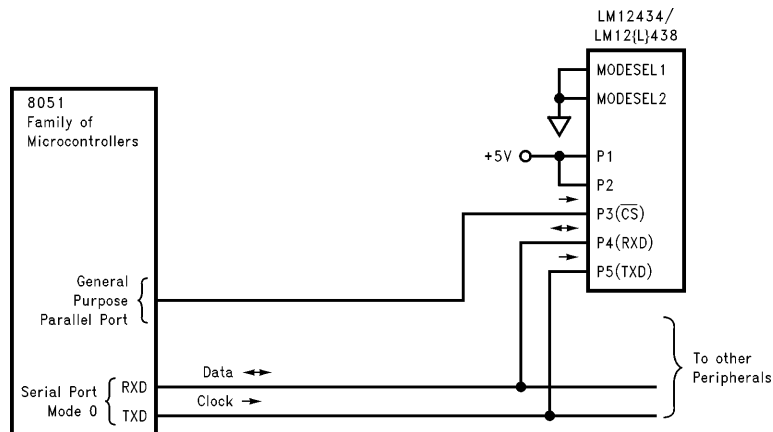 LM12434/
LM12{L}438
MODESEL1
MODESEL2
+5V
P1
P2
P3(C̅S̅)
P4(RXD)
P5(TXD)
8051
Family of
Microcontrollers
General
Purpose
Parallel Port
Serial Port
Mode 0
RXD
TXD
Data
Clock
To other
Peripherals